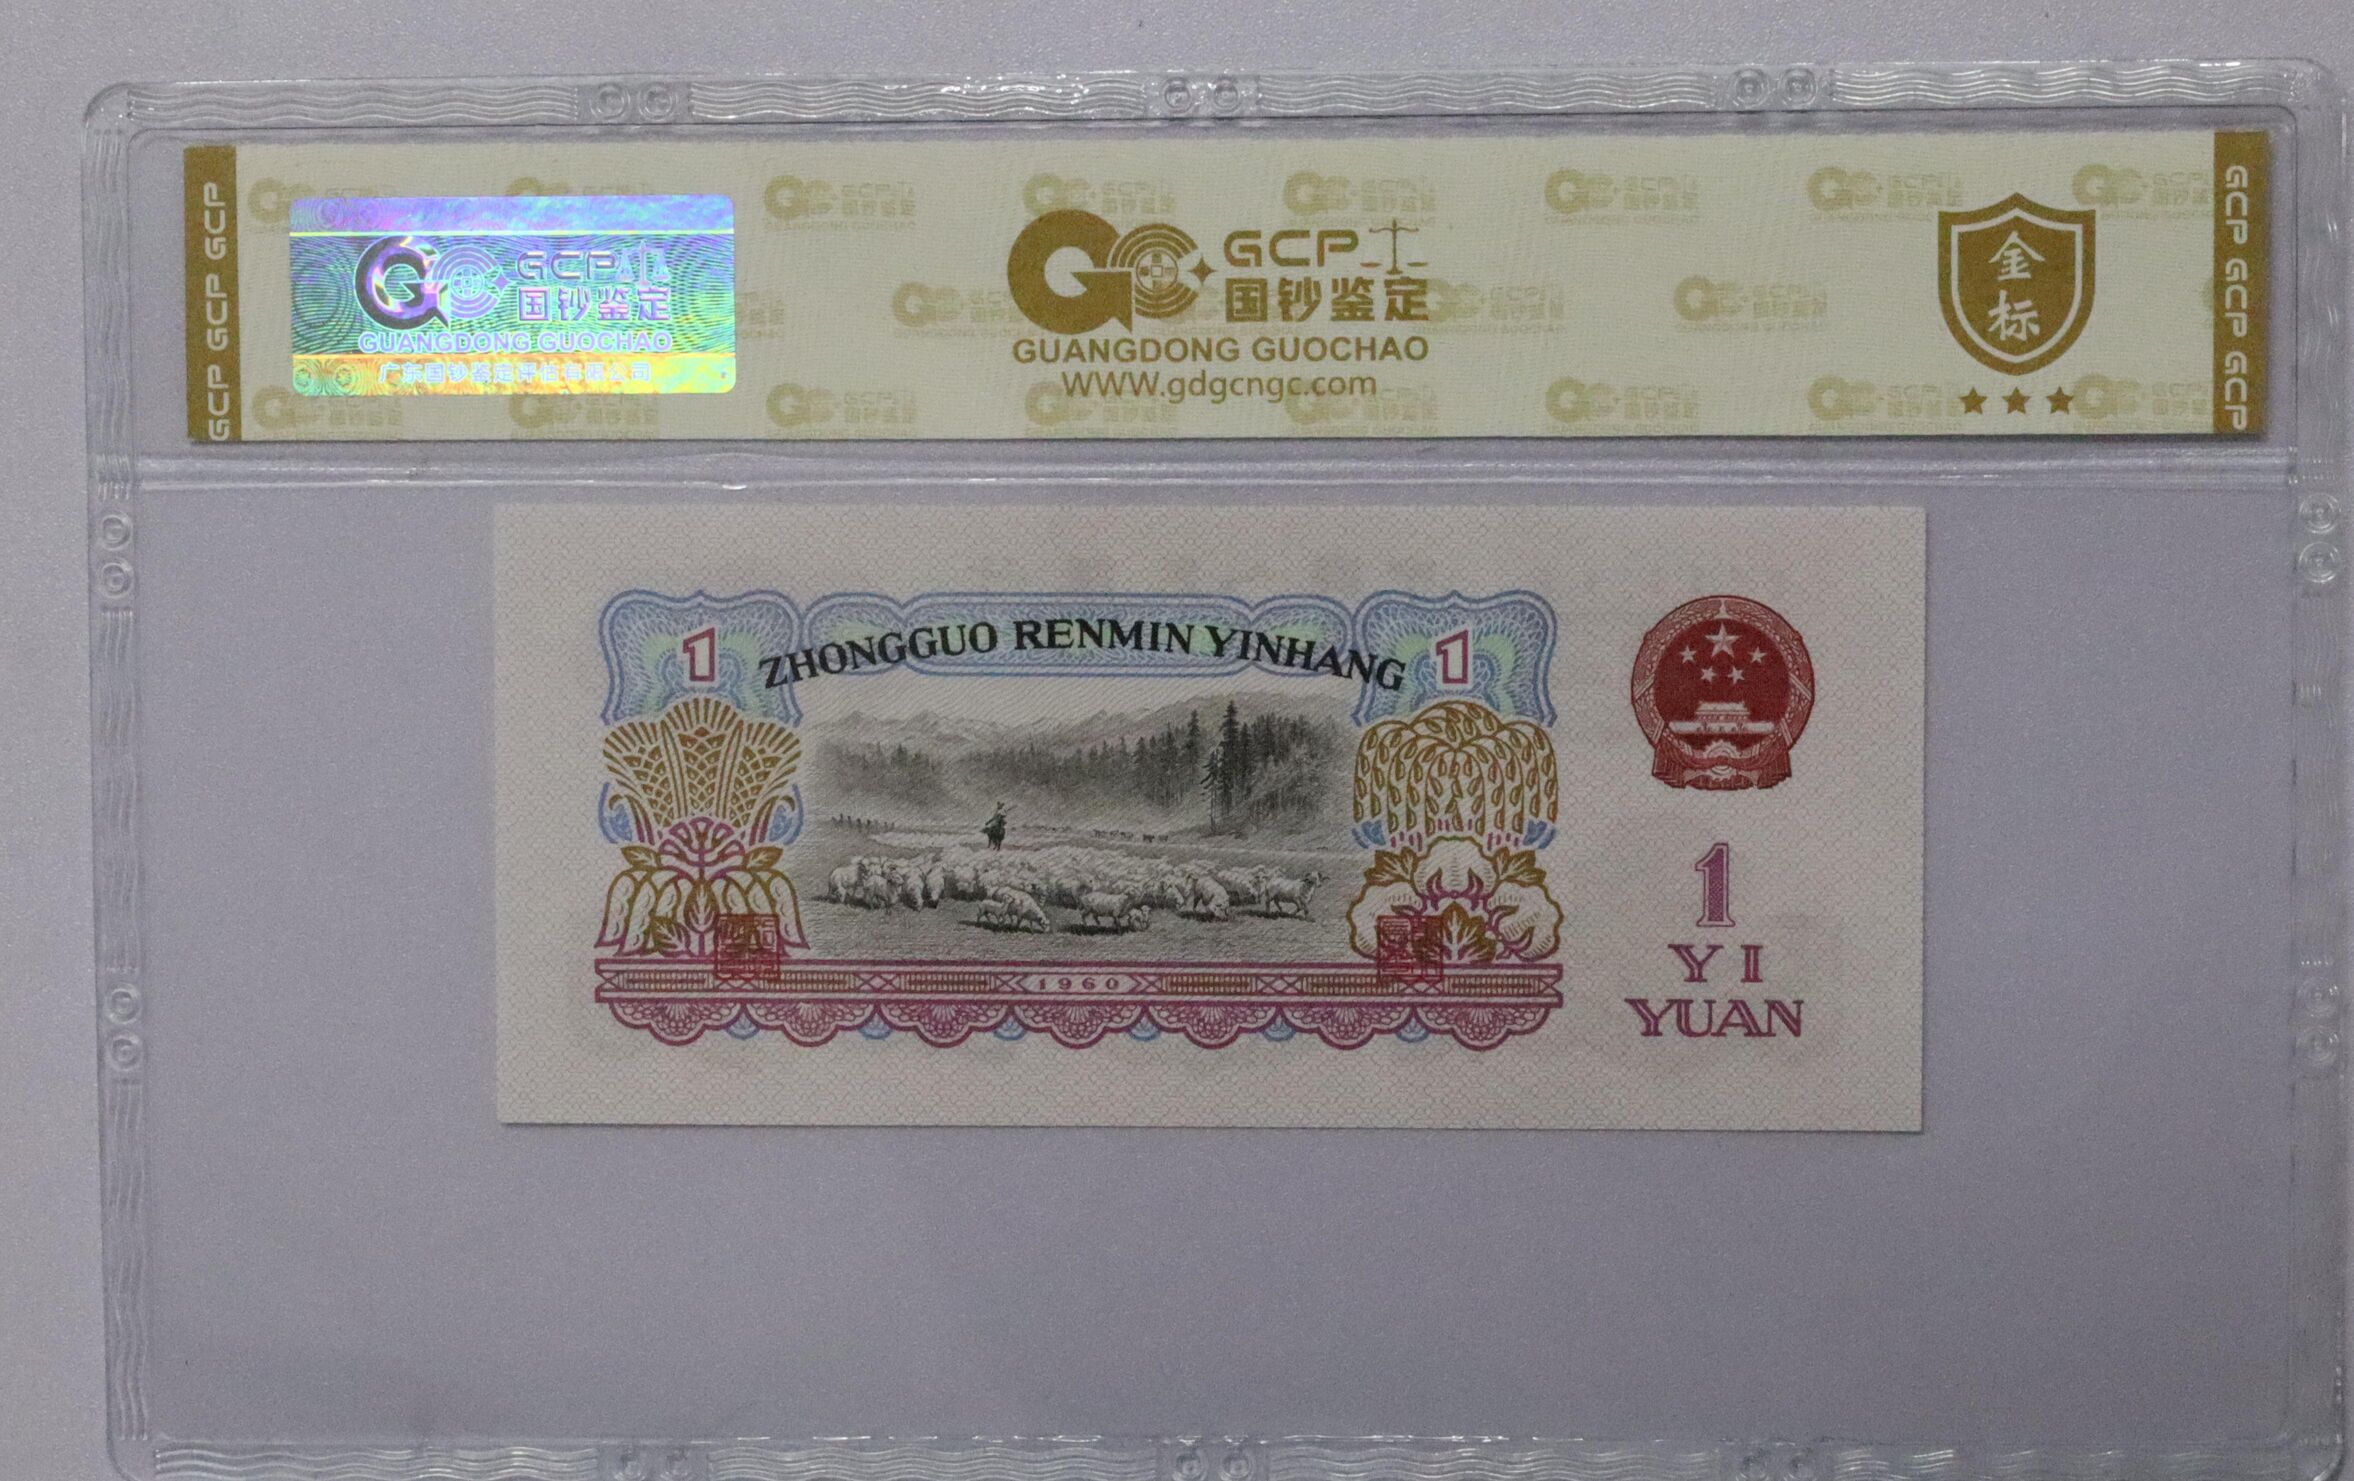 GCP GCP GCP
GCP
国钞鉴定
GUANGDONG GUOCHAO
广东国钞鉴定评估有限公司
GCP
国钞鉴定
GUANGDONG GUOCHAO
WWW.gdgcngc.com
金
标
GCP GCP GCP
1
ZHONGGUO RENMIN YINHANG
1
1960
1
YI
YUAN